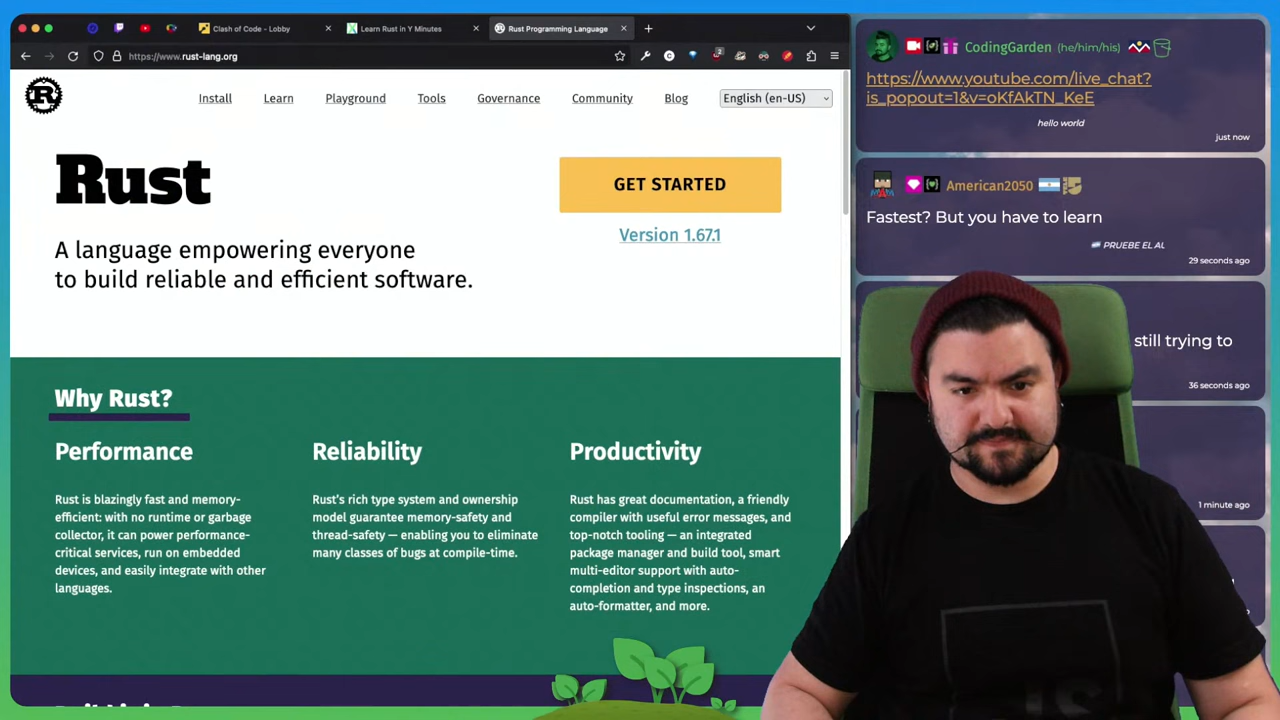 Clash of Code - Lobby
Learn Rust in Y Minutes
Rust Programming Language
https://www.rust-lang.org
Install
Learn
Playground
Tools
Governance
Community
Blog
English (en-US)
Rust
A language empowering everyone
to build reliable and efficient software.
GET STARTED
Version 1.67.1
Why Rust?
Performance
Rust is blazingly fast and memory-
efficient: with no runtime or garbage
collector, it can power performance-
critical services, run on embedded
devices, and easily integrate with other
languages.
Reliability
Rust's rich type system and ownership
model guarantee memory-safety and
thread-safety — enabling you to eliminate
many classes of bugs at compile-time.
Productivity
Rust has great documentation, a friendly
compiler with useful error messages, and
top-notch tooling — an integrated
package manager and build tool, smart
multi-editor support with auto-
completion and type inspections, an
auto-formatter, and more.
CodingGarden (he/him/his)
https://www.youtube.com/live_chat?
is_popout=1&v=oKfAkTN_KeE
hello world
just now
American2050
Fastest? But you have to learn
PRUEBE EL AL
29 seconds ago
still trying to
36 seconds ago
1 minute ago